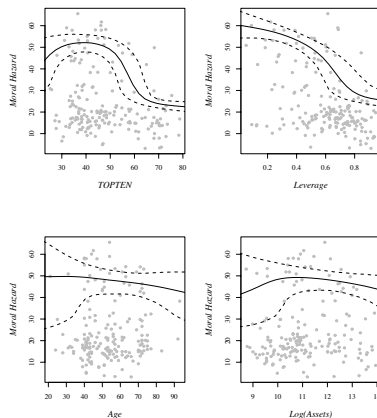 Moral Hazard
10 20 30 40 50 60
30 40 50 60 70 80
TOPTEN
Moral Hazard
10 20 30 40 50 60
0.2 0.4 0.6 0.8
Leverage
Moral Hazard
10 20 30 40 50 60
20 30 40 50 60 70 80 90
Age
Moral Hazard
10 20 30 40 50 60
9 10 11 12 13
Log(Assets)